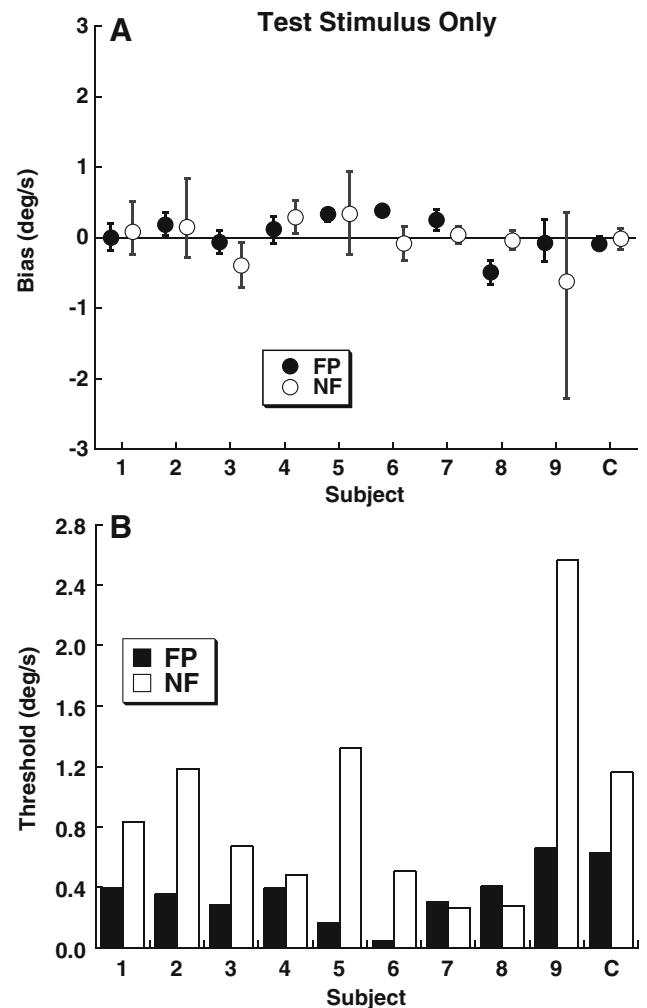 A
Test Stimulus Only
3
2
1
0
-1
-2
-3
Bias (deg/s)
FP
NF
1 2 3 4 5 6 7 8 9 C
Subject
B
2.8
2.4
2.0
1.6
1.2
0.8
0.4
0.0
Threshold (deg/s)
FP
NF
1 2 3 4 5 6 7 8 9 C
Subject